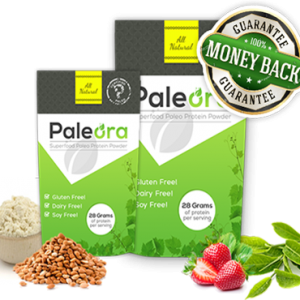 GUARANTEE
100%
MONEY BACK
GUARANTEE
All
Natural
Paleora
Superfood Paleo Protein Powder
Gluten Free!
Dairy Free!
Soy Free!
28 Grams
of protein
per serving
All
Natural
Paleora
Superfood Paleo Protein Powder
Gluten Free!
Dairy Free!
Soy Free!
28 Grams
of protein
per serving